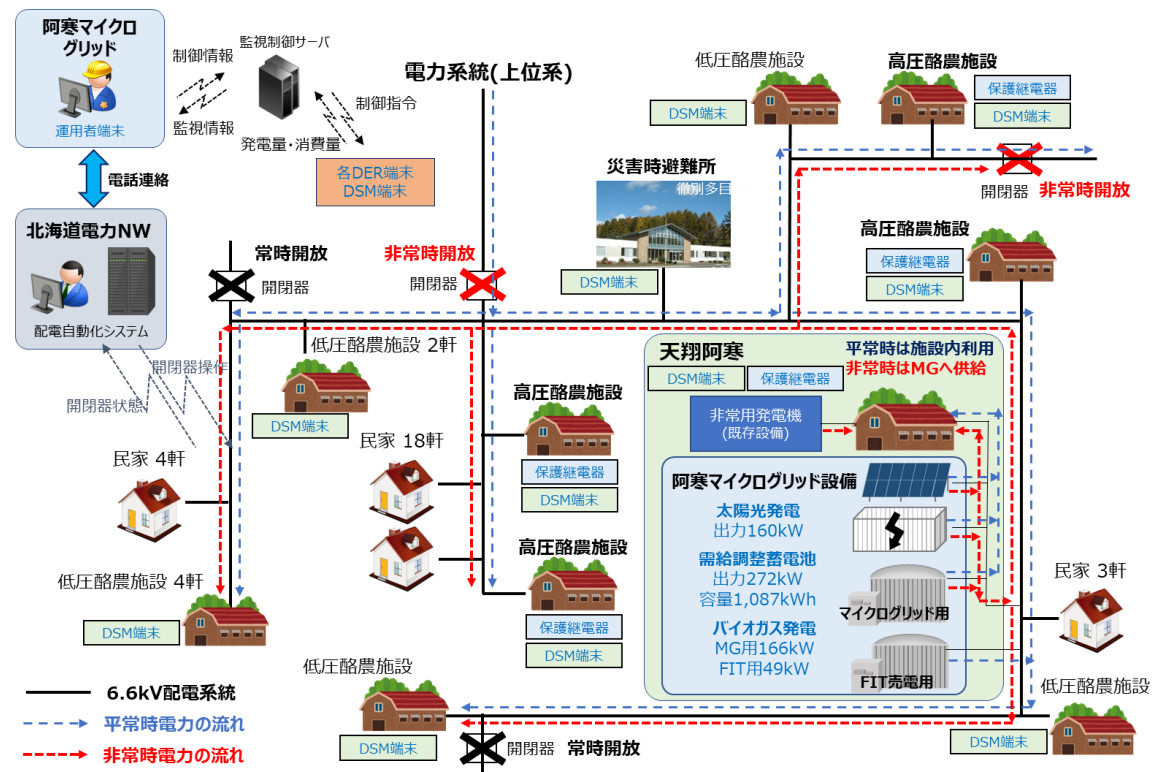 阿寒マイクロ
グリッド
運用者端末
制御情報
監視情報
監視制御サーバ
発電量・消費量
制御指令
各DER端末
DSM端末
電話連絡
北海道電力NW
配電自動化システム
開閉器操作
開閉器状態
電力系統(上位系)
常時開放
開閉器
非常時開放
開閉器
災害時避難所
徹別多目
DSM端末
低圧酪農施設
DSM端末
高圧酪農施設
保護継電器
DSM端末
開閉器
非常時開放
高圧酪農施設
保護継電器
DSM端末
低圧酪農施設 2軒
DSM端末
民家 4軒
低圧酪農施設 4軒
DSM端末
民家 18軒
高圧酪農施設
保護継電器
DSM端末
高圧酪農施設
保護継電器
DSM端末
天翔阿寒
平常時は施設内利用
非常時はMGへ供給
DSM端末
保護継電器
非常用発電機
(既存設備)
阿寒マイクログリッド設備
太陽光発電
出力160kW
需給調整蓄電池
出力272kW
容量1,087kWh
マイクログリッド用
バイオガス発電
MG用166kW
FIT用49kW
FIT売電用
民家 3軒
低圧酪農施設
DSM端末
低圧酪農施設
DSM端末
開閉器
常時開放
6.6kV配電系統
平常時電力の流れ
非常時電力の流れ